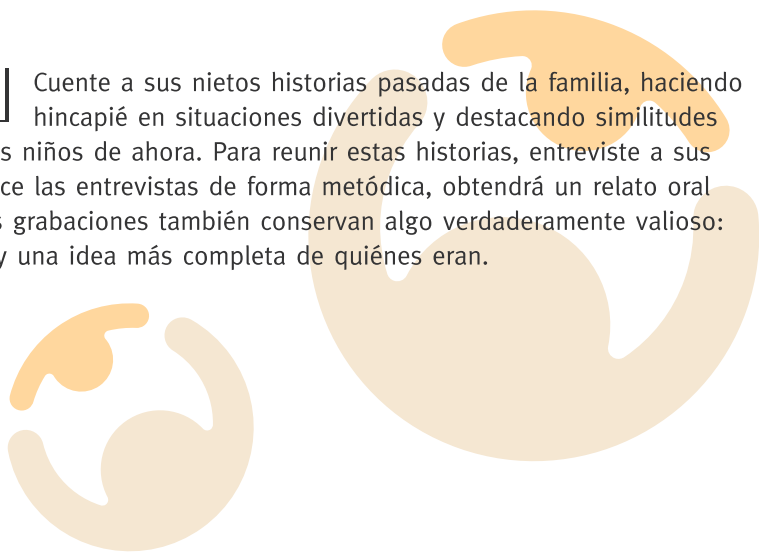 Cuente a sus nietos historias pasadas de la familia, haciendo
hincapié en situaciones divertidas y destacando similitudes
niños de ahora. Para reunir estas historias, entreviste a sus
las entrevistas de forma metódica, obtendrá un relato oral
grabaciones también conservan algo verdaderamente valioso:
y una idea más completa de quiénes eran.